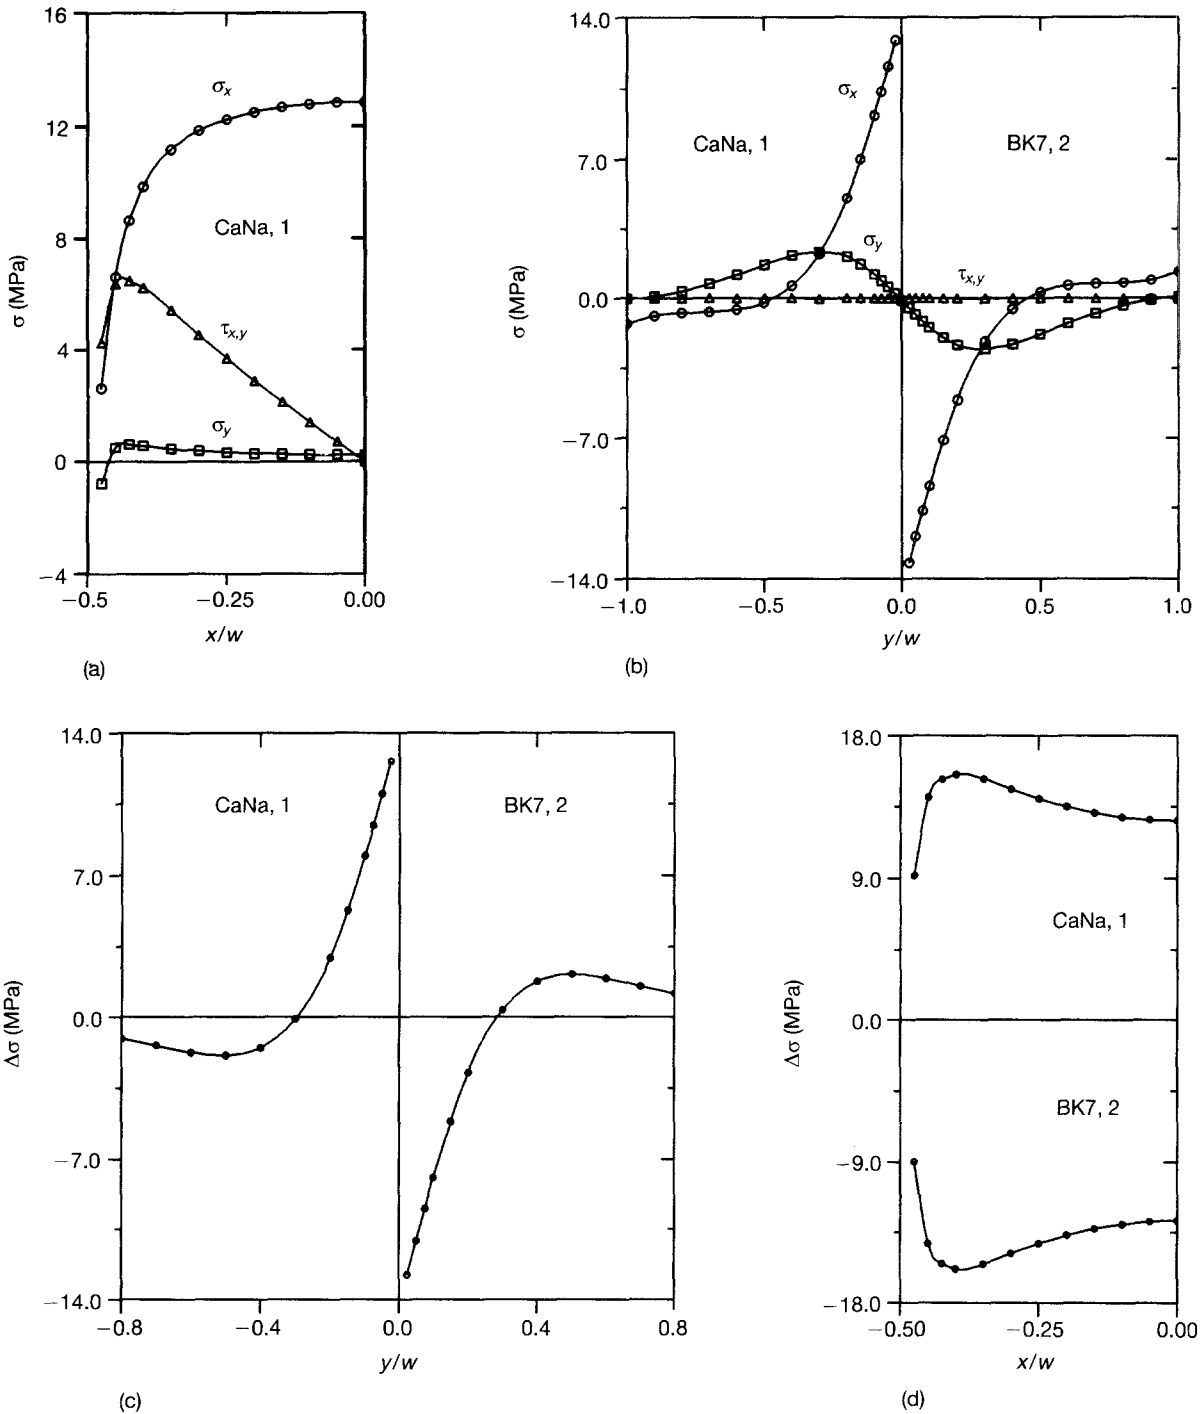 16
12
8
4
0
−4
σ (MPa)
σx
CaNa, 1
τx,y
σy
−0.5
−0.25
0.00
x/w
(a)
14.0
7.0
0.0
−7.0
−14.0
σ (MPa)
σx
CaNa, 1
BK7, 2
σy
τx,y
−1.0
−0.5
0.0
0.5
1.0
y/w
(b)
14.0
7.0
0.0
−7.0
−14.0
Δσ (MPa)
CaNa, 1
BK7, 2
−0.8
−0.4
0.0
0.4
0.8
y/w
(c)
18.0
9.0
0.0
−9.0
−18.0
Δσ (MPa)
CaNa, 1
BK7, 2
−0.50
−0.25
0.00
x/w
(d)